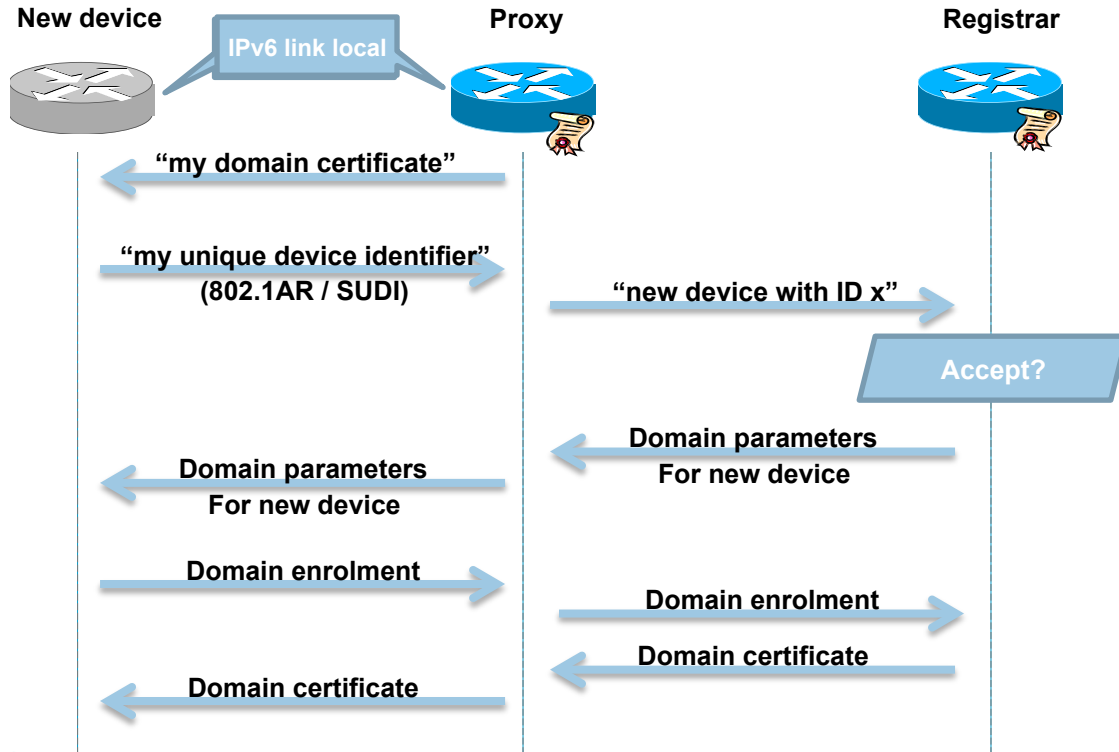 New device
Proxy
Registrar
IPv6 link local
“my domain certificate”
“my unique device identifier”
(802.1AR / SUDI)
“new device with ID x”
Accept?
Domain parameters
For new device
Domain parameters
For new device
Domain enrolment
Domain enrolment
Domain certificate
Domain certificate